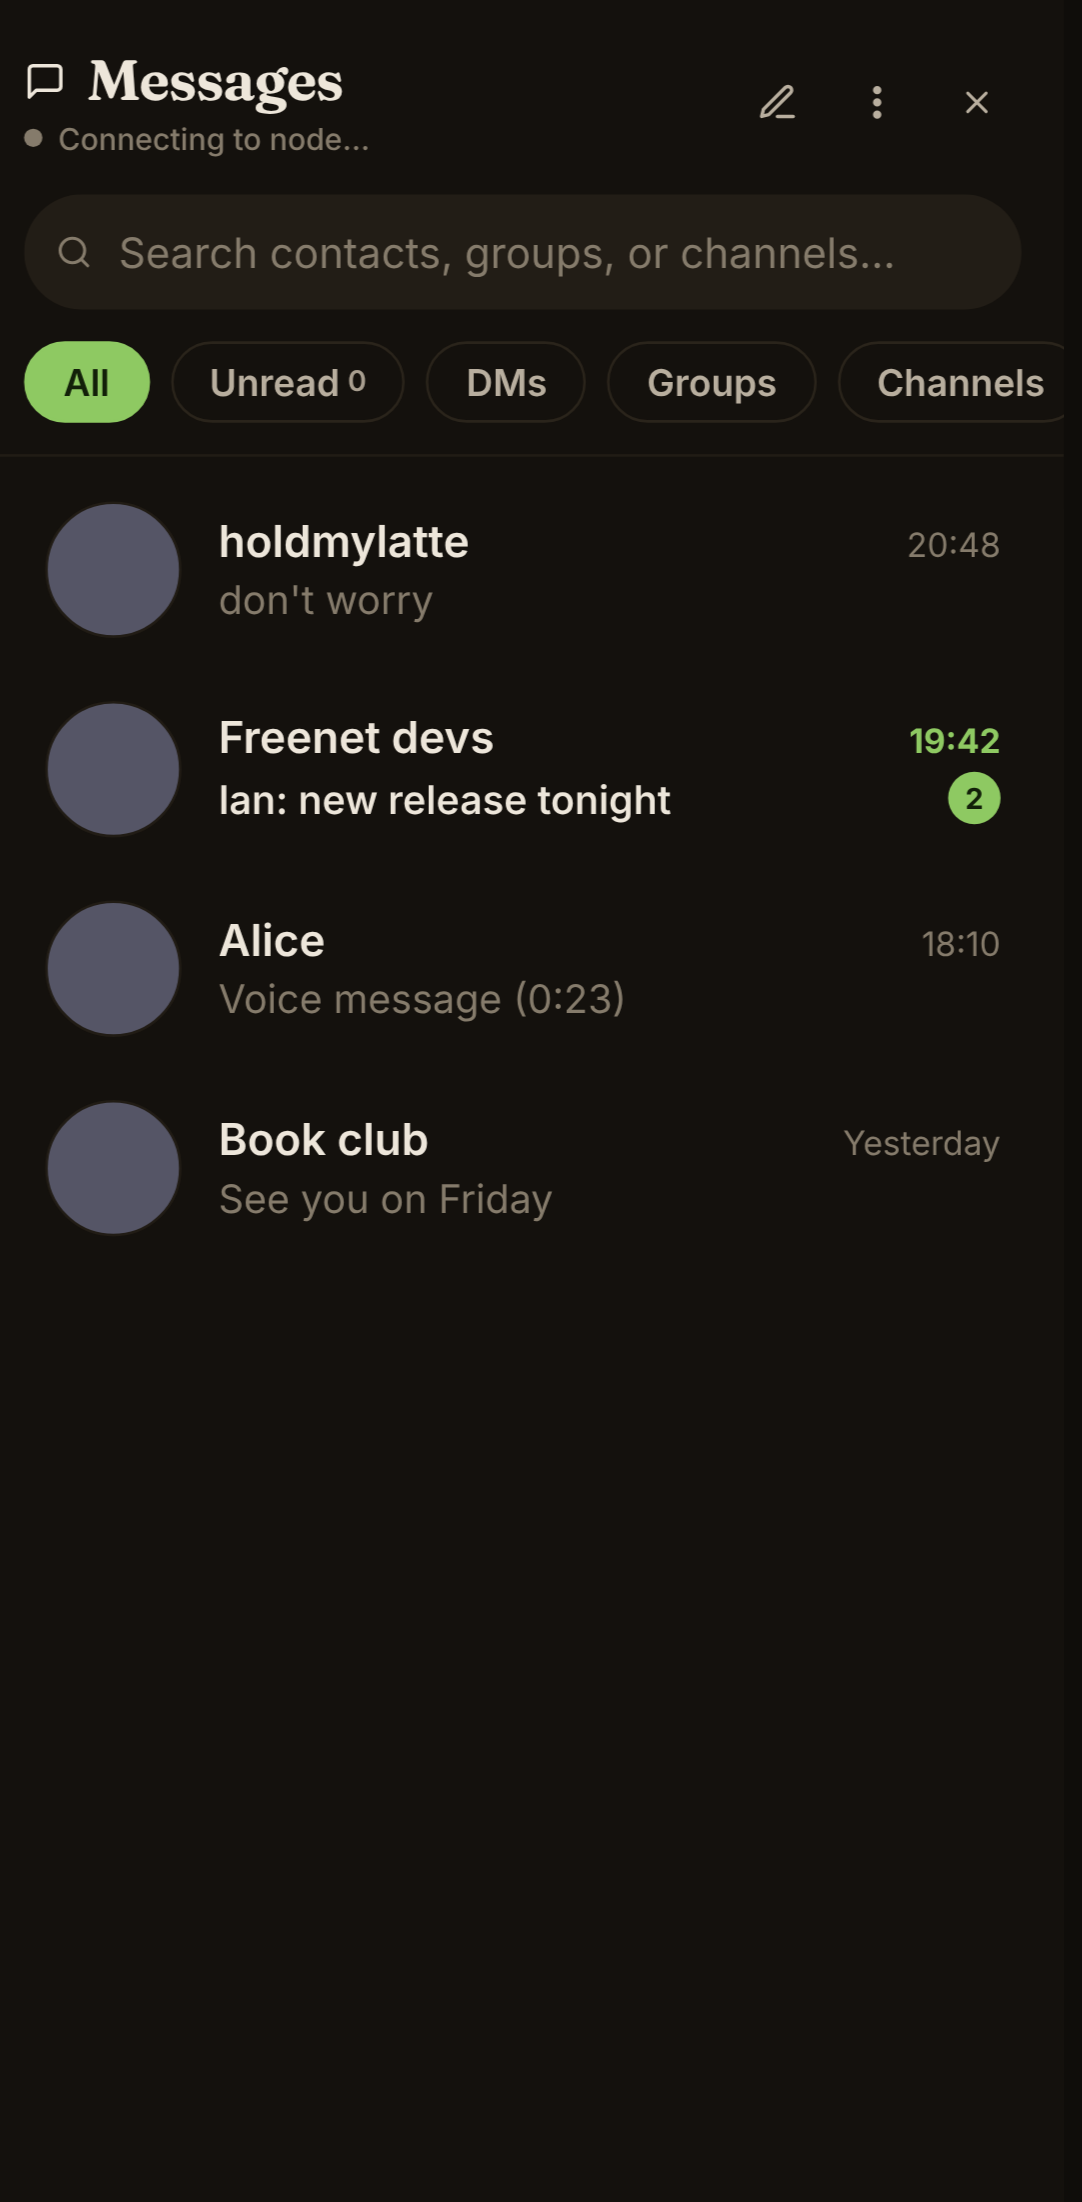 Messages
Connecting to node...
Search contacts, groups, or channels...
All Unread 0 DMs Groups Channels
holdmylatte 20:48
don't worry
Freenet devs 19:42
Ian: new release tonight 2
Alice 18:10
Voice message (0:23)
Book club Yesterday
See you on Friday